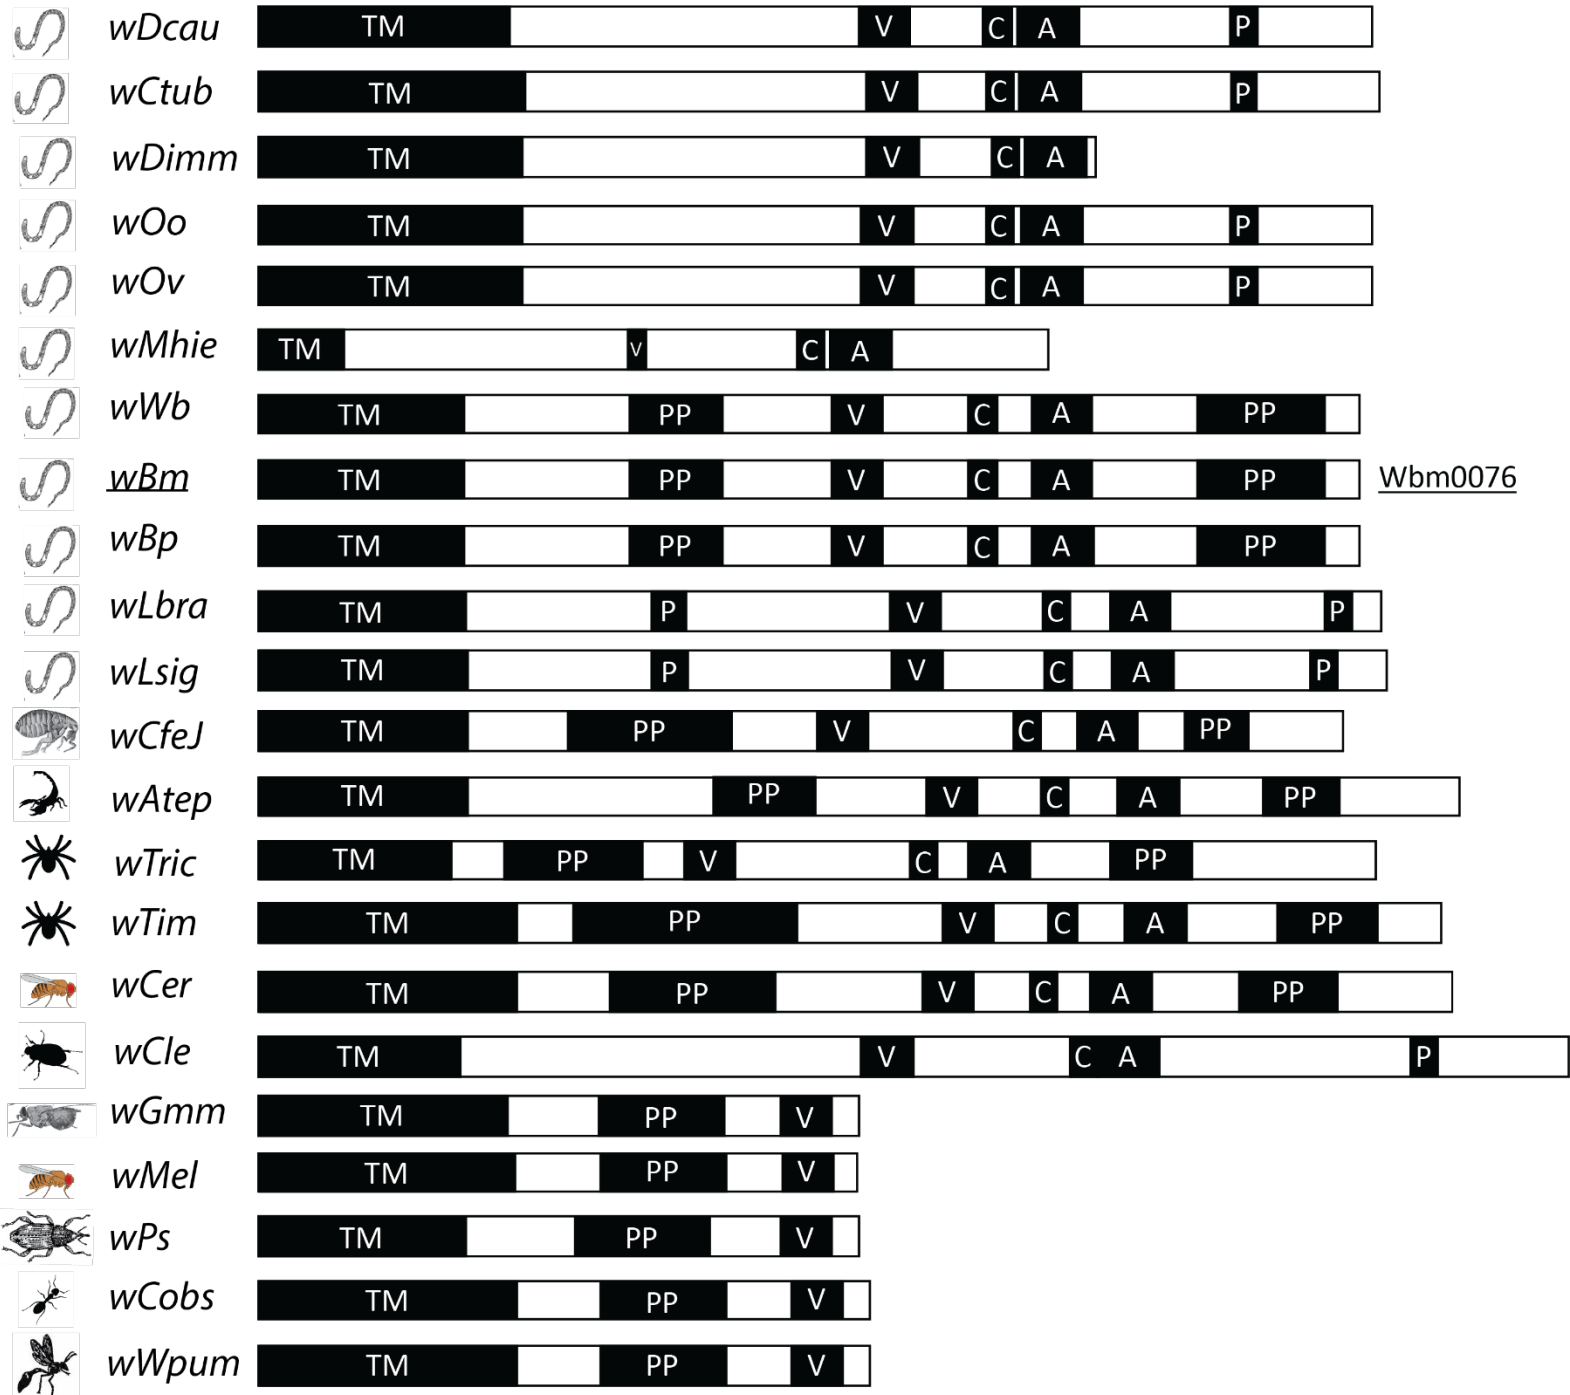 wDcau TM V C A P
wCtub TM V C A P
wDimm TM V C A
wOo TM V C A P
wOv TM V C A P
wMhie TM V C A
wWb TM PP V C A PP
wBm TM PP V C A PP Wbm0076
wBp TM PP V C A PP
wLbra TM P V C A P
wLsig TM P V C A P
wCfeJ TM PP V C A PP
wAtep TM PP V C A PP
wTric TM PP V C A PP
wTim TM PP V C A PP
wCer TM PP V C A PP
wCle TM V C A P
wGmm TM PP V
wMel TM PP V
wPs TM PP V
wCobs TM PP V
wWpum TM PP V